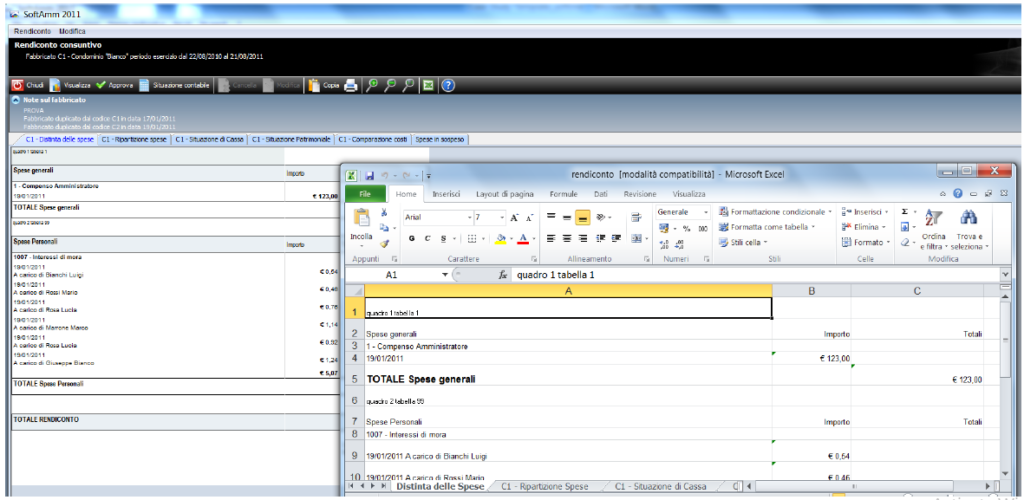 SoftAmm 2011
Rendiconto Modifica
Rendiconto consuntivo
Fabbricato C1 - Condominio "Bianco" periodo esercizio dal 22/08/2010 al 21/08/2011
Chiudi Visualizza Approva Situazione contabile Cancella Modifica Copia
Note sul fabbricato
PROVA
Fabbricato duplicato dal codice C1 in data 17/01/2011
Fabbricato duplicato dal codice C2 in data 19/01/2011
C1 - Distinta delle spese C1 - Ripartizione spese C1 - Situazione di Cassa C1 - Situazione Patrimoniale C1 - Comparazione costi Spese in sospeso
quadro 1 tabella 1
Spese generali Importo
1 - Compenso Amministratore
19/01/2011 € 123,00
TOTALE Spese generali
quadro 2 tabella 99
Spese Personali Importo
1007 - Interessi di mora
19/01/2011 € 0,54
A carico di Bianchi Luigi
19/01/2011 € 0,46
A carico di Rossi Mario
19/01/2011
A carico di Rosa Lucia
19/01/2011 € 1,14
A carico di Marrone Marco
19/01/2011
A carico di Rosa Lucia
19/01/2011 € 1,24
A carico di Giuseppe Bianco
TOTALE Spese Personali
TOTALE RENDICONTO
rendiconto [modalità compatibilità] - Microsoft Excel
File Home Inserisci Layout di pagina Formule Dati Revisione Visualizza
Incolla
Arial 7
G C S
Generale
% 000
Formattazione condizionale
Formatta come tabella
Stili cella
Inserisci
Elimina
Formato
Ordina e filtra
Trova e seleziona
Appunti Carattere Allineamento Numeri Stili Celle Modifica
A1 fx quadro 1 tabella 1
A B C
1 quadro 1 tabella 1
2 Spese generali Importo Totali
3 1 - Compenso Amministratore
4 19/01/2011 € 123,00
5 TOTALE Spese generali € 123,00
6 quadro 2 tabella 99
7 Spese Personali Importo Totali
8 1007 - Interessi di mora
9 19/01/2011 A carico di Bianchi Luigi € 0,54
10 19/01/2011 A carico di Rossi Mario € 0,46
Distinta delle Spese C1 - Ripartizione Spese C1 - Situazione di Cassa